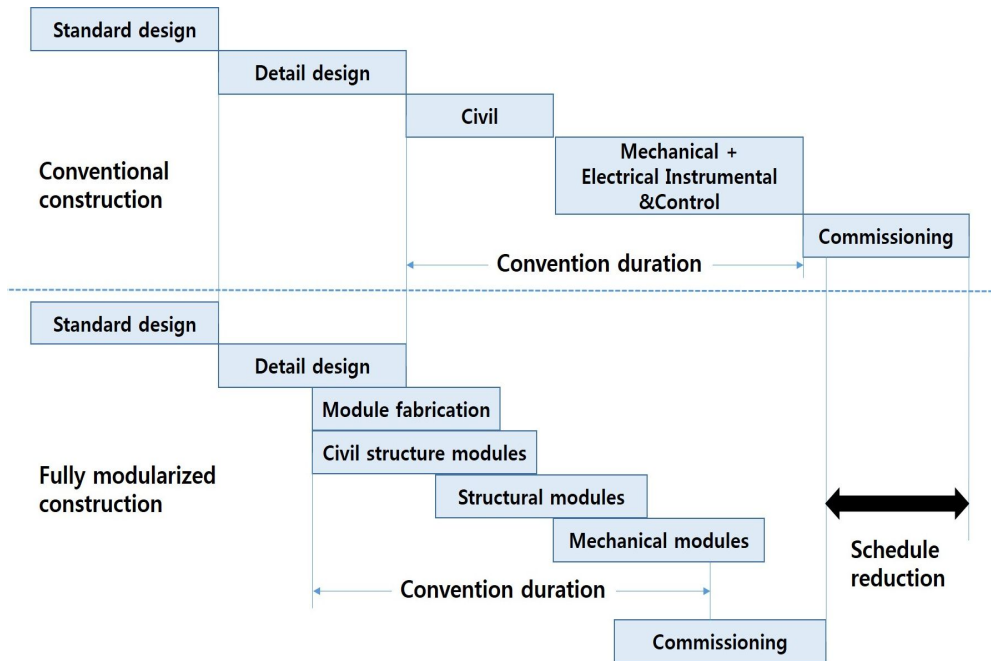 Standard design
Detail design
Civil
Conventional
construction
Mechanical +
Electrical Instrumental
&Control
Commissioning
Convention duration
Standard design
Detail design
Module fabrication
Civil structure modules
Fully modularized
construction
Structural modules
Mechanical modules
Schedule
reduction
Convention duration
Commissioning